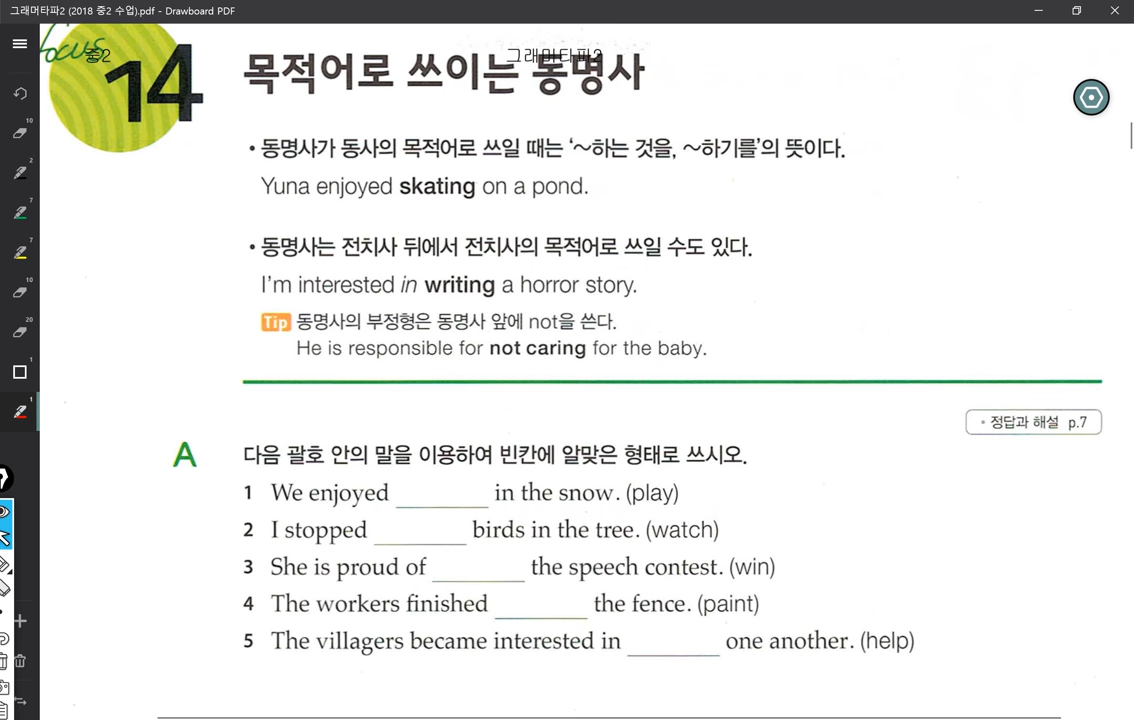 그래머타파2 (2018 중2 수업).pdf - Drawboard PDF
focus
중2
그래머타파2
14 목적어로 쓰이는 동명사
• 동명사가 동사의 목적어로 쓰일 때는 ‘~하는 것을, ~하기를’의 뜻이다.
Yuna enjoyed skating on a pond.
• 동명사는 전치사 뒤에서 전치사의 목적어로 쓰일 수도 있다.
I’m interested in writing a horror story.
Tip 동명사의 부정형은 동명사 앞에 not을 쓴다.
He is responsible for not caring for the baby.
• 정답과 해설 p.7
A 다음 괄호 안의 말을 이용하여 빈칸에 알맞은 형태로 쓰시오.
1 We enjoyed ________ in the snow. (play)
2 I stopped ________ birds in the tree. (watch)
3 She is proud of ________ the speech contest. (win)
4 The workers finished ________ the fence. (paint)
5 The villagers became interested in ________ one another. (help)
10
2
7
7
10
20
1
1